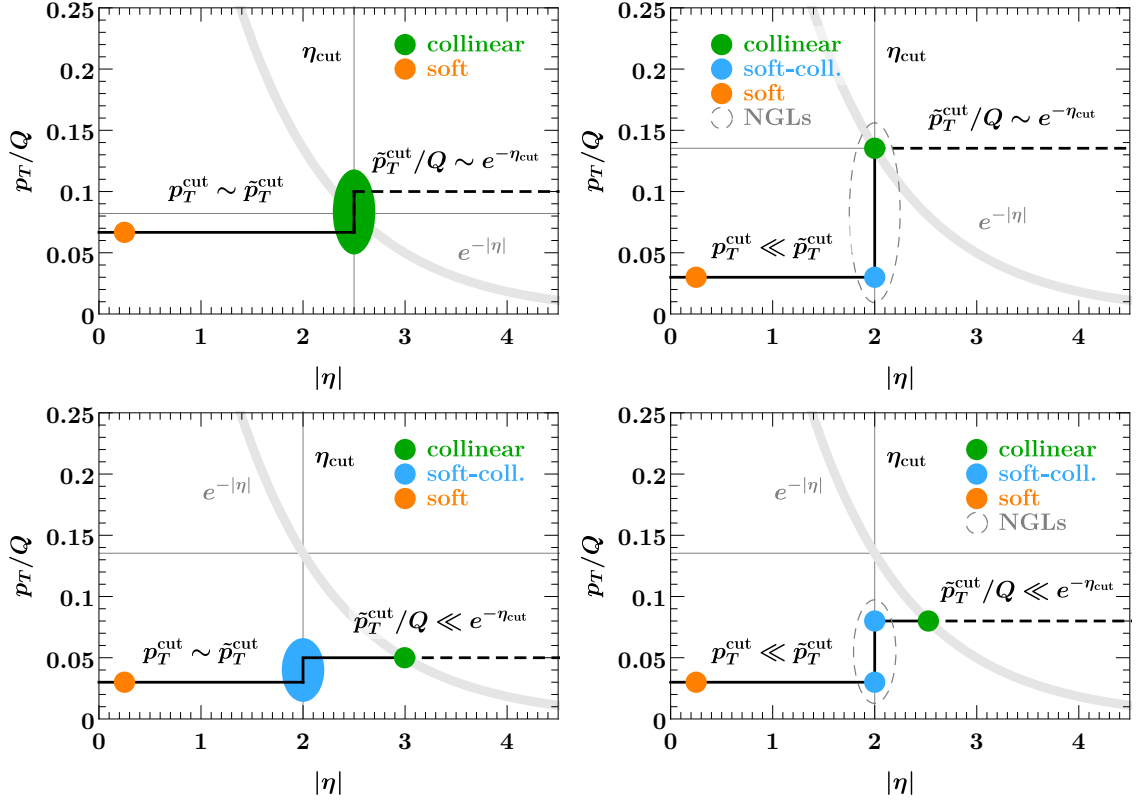 0.25
0.2
0.15
0.1
0.05
0
p_T/Q
η_cut
collinear
soft
p̃_T^cut/Q ∼ e^{-η_cut}
p_T^cut ∼ p̃_T^cut
e^{-|η|}
0 1 2 3 4
|η|
0.25
0.2
0.15
0.1
0.05
0
p_T/Q
η_cut
collinear
soft-coll.
soft
NGLs
p̃_T^cut/Q ∼ e^{-η_cut}
p_T^cut ≪ p̃_T^cut
e^{-|η|}
0 1 2 3 4
|η|
0.25
0.2
0.15
0.1
0.05
0
p_T/Q
η_cut
collinear
soft-coll.
soft
e^{-|η|}
p̃_T^cut/Q ≪ e^{-η_cut}
p_T^cut ∼ p̃_T^cut
0 1 2 3 4
|η|
0.25
0.2
0.15
0.1
0.05
0
p_T/Q
η_cut
collinear
soft-coll.
soft
NGLs
e^{-|η|}
p̃_T^cut/Q ≪ e^{-η_cut}
p_T^cut ≪ p̃_T^cut
0 1 2 3 4
|η|